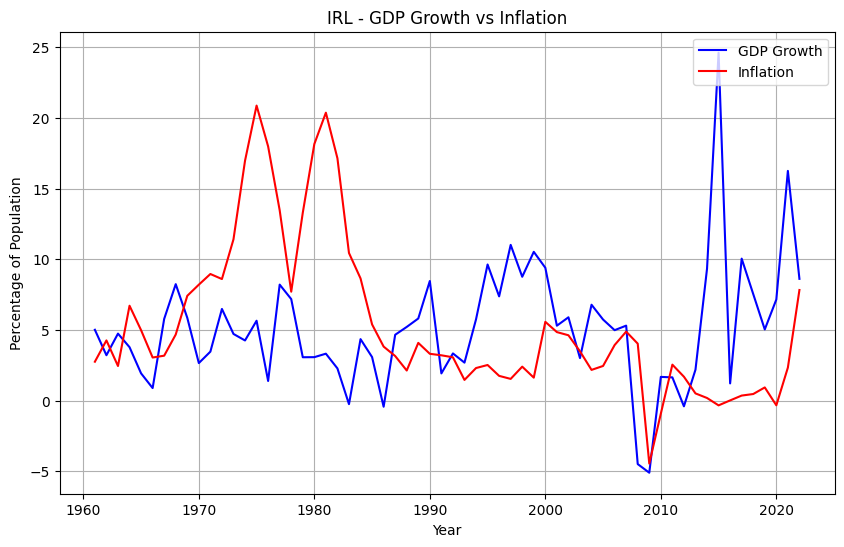 IRL - GDP Growth vs Inflation
GDP Growth
Inflation
25
20
15
10
5
0
−5
Percentage of Population
1960 1970 1980 1990 2000 2010 2020
Year